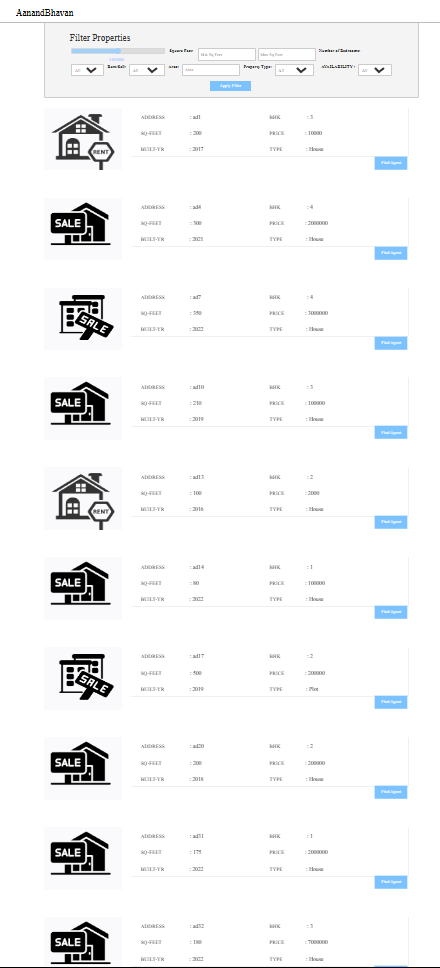 AanandBhavan
Filter Properties
Square Feet: Min Sq Feet Max Sq Feet Number of Bedrooms:
All Rent/Sell: All Area: Area Property Type: All AVAILABILITY: All
Apply Filter
ADDRESS : ad1 BHK : 3
SQ-FEET : 200 PRICE : 10000
BUILT-YR : 2017 TYPE : House
RENT
Find Agent
ADDRESS : ad4 BHK : 4
SALE
SQ-FEET : 300 PRICE : 2000000
BUILT-YR : 2021 TYPE : House
Find Agent
ADDRESS : ad7 BHK : 4
SQ-FEET : 350 PRICE : 3000000
SALE
BUILT-YR : 2022 TYPE : House
Find Agent
ADDRESS : ad10 BHK : 3
SALE
SQ-FEET : 210 PRICE : 100000
BUILT-YR : 2019 TYPE : House
Find Agent
ADDRESS : ad13 BHK : 2
SQ-FEET : 100 PRICE : 2000
BUILT-YR : 2016 TYPE : House
RENT
Find Agent
ADDRESS : ad14 BHK : 1
SALE
SQ-FEET : 80 PRICE : 100000
BUILT-YR : 2022 TYPE : House
Find Agent
ADDRESS : ad17 BHK : 2
SQ-FEET : 500 PRICE : 200000
SALE
BUILT-YR : 2019 TYPE : Plot
Find Agent
ADDRESS : ad20 BHK : 2
SALE
SQ-FEET : 200 PRICE : 200000
BUILT-YR : 2018 TYPE : House
Find Agent
ADDRESS : ad31 BHK : 1
SALE
SQ-FEET : 175 PRICE : 2000000
BUILT-YR : 2022 TYPE : House
Find Agent
ADDRESS : ad32 BHK : 3
SALE
SQ-FEET : 180 PRICE : 7000000
BUILT-YR : 2022 TYPE : House